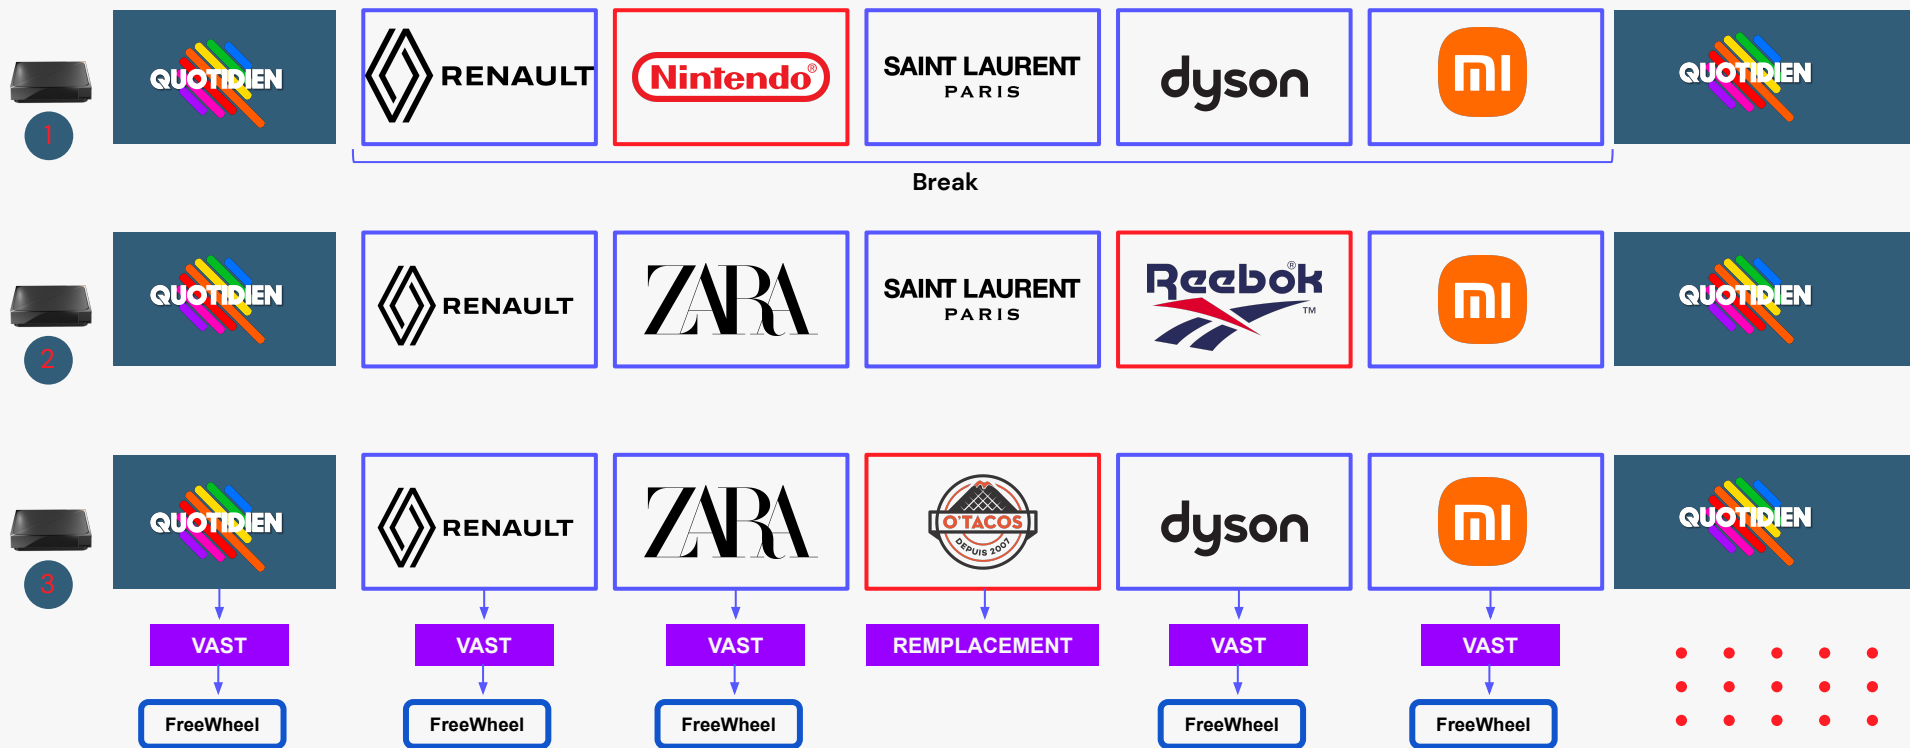 QUOTIDIEN
RENAULT
Nintendo®
SAINT LAURENT
PARIS
dyson
mi
QUOTIDIEN
1
Break
QUOTIDIEN
RENAULT
ZARA
SAINT LAURENT
PARIS
Reebok®
TM
mi
QUOTIDIEN
2
QUOTIDIEN
RENAULT
ZARA
O'TACOS
DEPUIS 2007
dyson
mi
QUOTIDIEN
3
VAST
VAST
VAST
REMPLACEMENT
VAST
VAST
FreeWheel
FreeWheel
FreeWheel
FreeWheel
FreeWheel